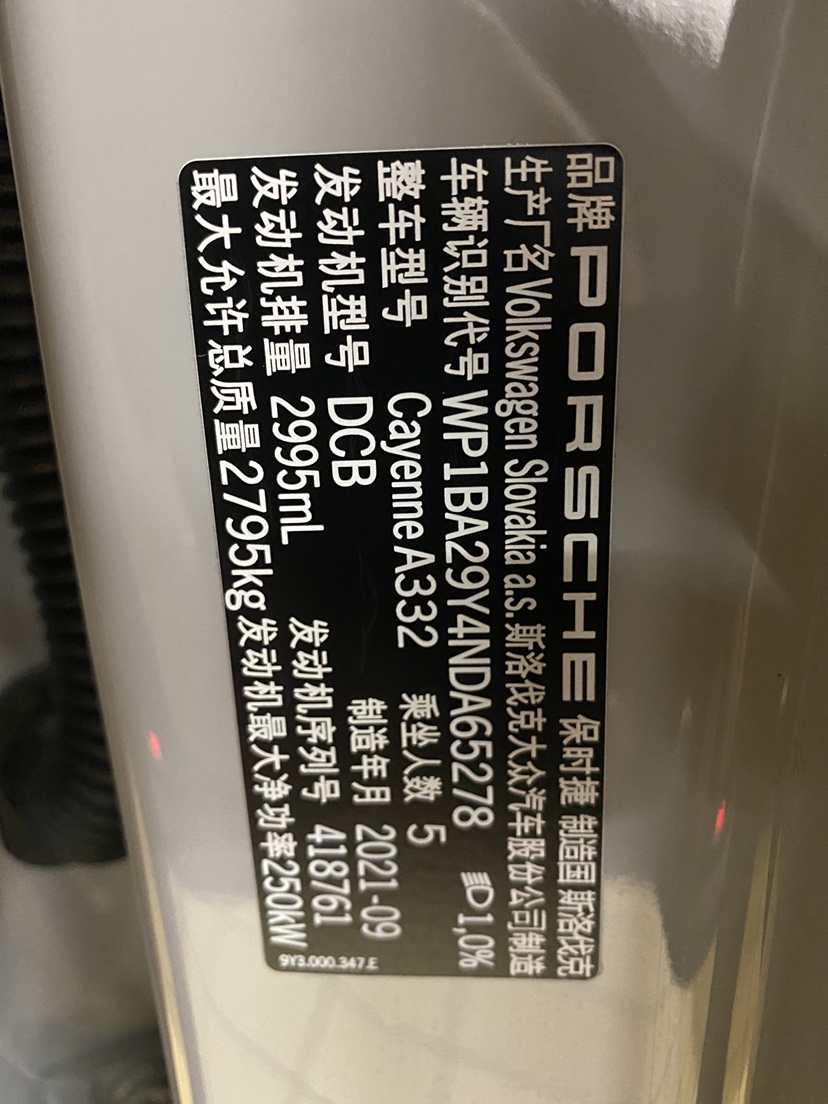 品牌 PORSCHE 保时捷 制造国 斯洛伐克
生产厂名 Volkswagen Slovakia a.s. 斯洛伐克大众汽车股份公司制造
车辆识别代号 WP1BA29Y4NDA65278 1,0%
整车型号 Cayenne A332 乘坐人数 5
发动机型号 DCB 制造年月 2021-09
发动机排量 2995mL 发动机序列号 418761
最大允许总质量 2795kg 发动机最大净功率 250kW
9Y3.000.347.E